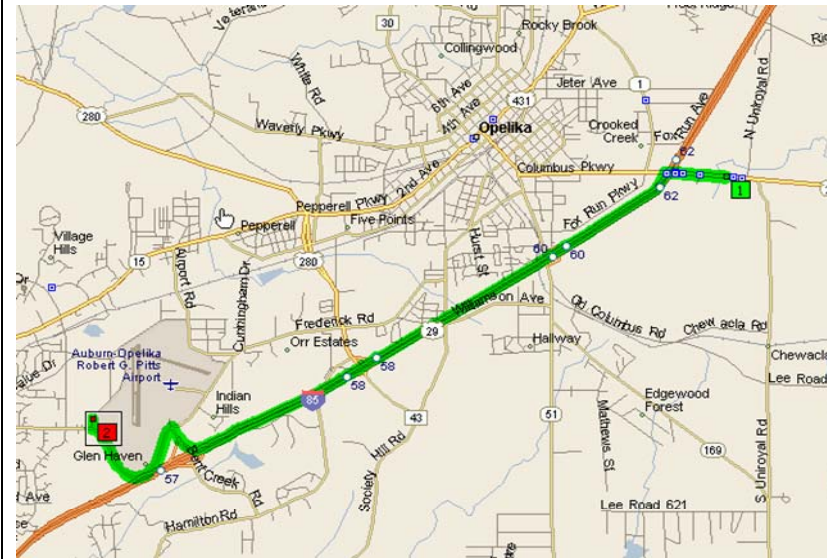 30
Rocky Brook
Collingwood
White Rd
Jeter Ave
1
N Uniroyal Rd
6th Ave
431
280
4th Ave
Waverly Pkwy
Opelika
Crooked
Creek
Fox Run Ave
62
2nd Ave
Columbus Pkwy
1
Pepperell Pkwy
62
Five Points
Fox Run Pkwy
Pepperell
Village
Hills
Hurst St
60
60
15
280
Airport Rd
Cunningham Dr
Old Columbus Rd
Chewacla Rd
Frederick Rd
29
Orr Estates
Hallway
Chewacla
Auburn-Opelika
Robert G. Pitts
Airport
58
58
Lee Road
Indian
Hills
85
Edgewood
Forest
43
51
2
Mathews St
169
Glen Haven
Bent Creek Rd
57
Society Hill Rd
S Uniroyal Rd
Ave
Hamilton Rd
Lee Road 621